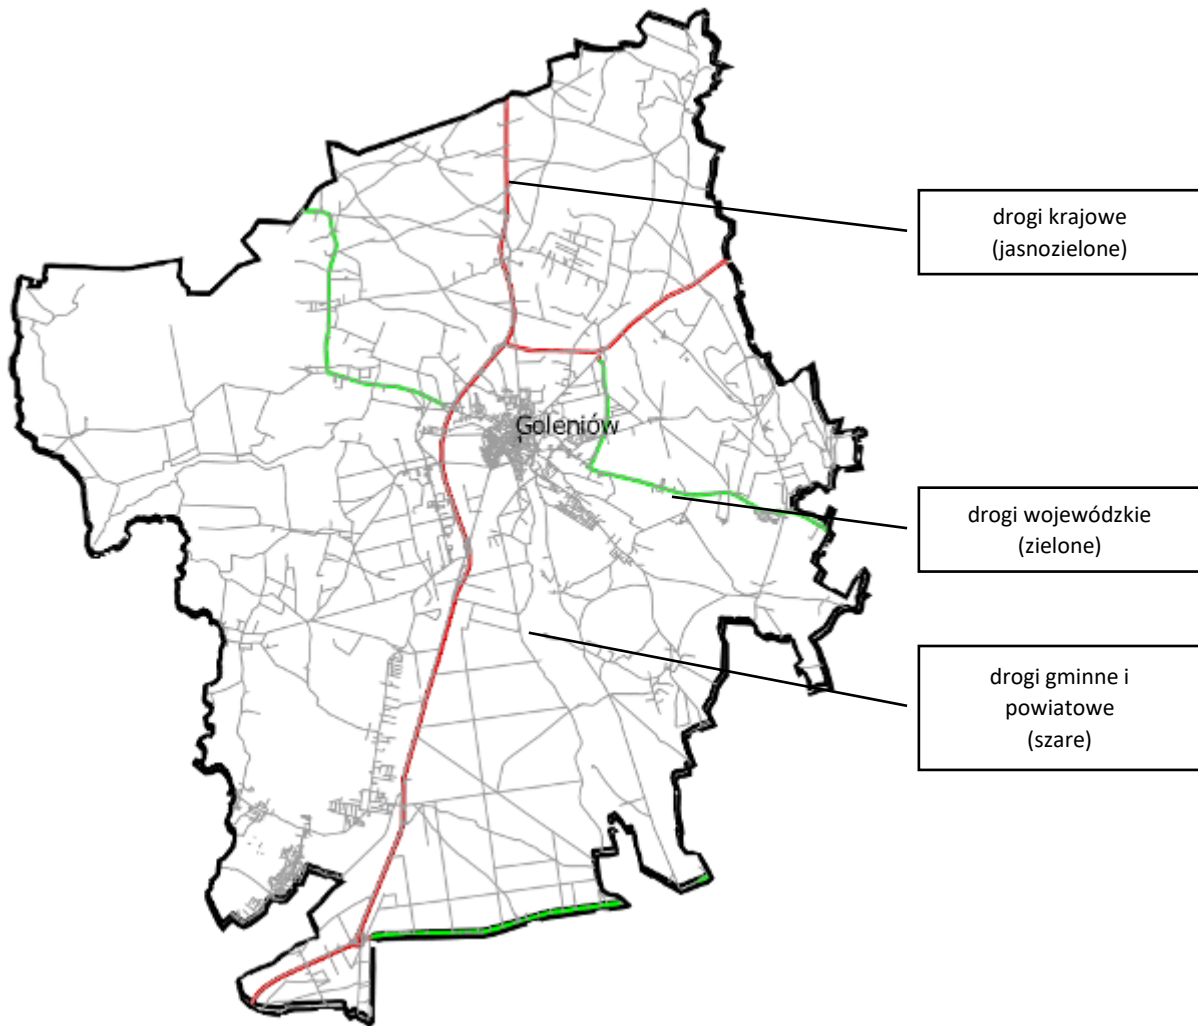 drogi krajowe
(jasnozielone)
Goleniów
drogi wojewódzkie
(zielone)
drogi gminne i
powiatowe
(szare)